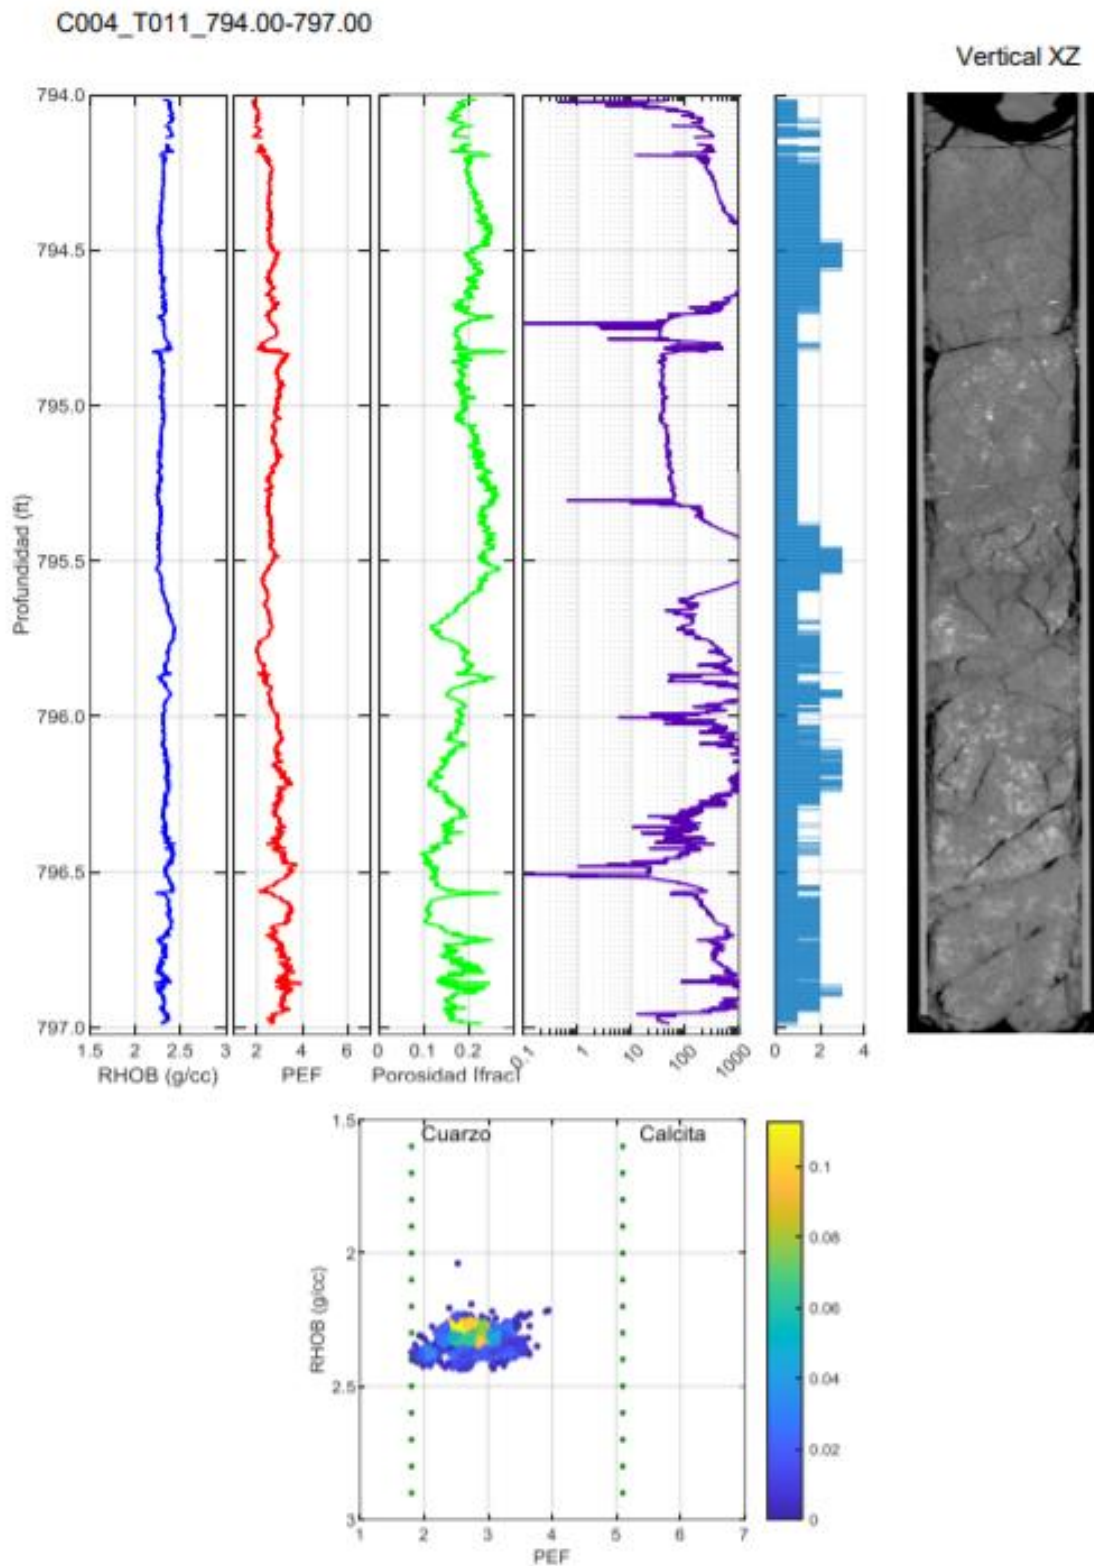 C004_T011_794.00-797.00
Vertical XZ
794.0
794.5
795.0
795.5
796.0
796.5
797.0
Profundidad (ft)
1.5 2 2.5 3 2 4 6 0 0.1 0.2 0.1 1 10 100 1000 0 2 4
RHOB (g/cc) PEF Porosidad [frac]
1.5
2
2.5
3
RHOB (g/cc)
Cuarzo Calcita
1 2 3 4 5 6 7
PEF
0.1
0.08
0.06
0.04
0.02
0